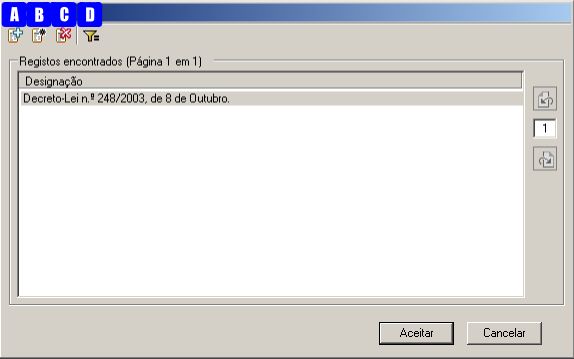 A B C D
Registos encontrados (Página 1 em 1)
Designação
Decreto-Lei n.º 248/2003, de 8 de Outubro.
1
Aceitar Cancelar